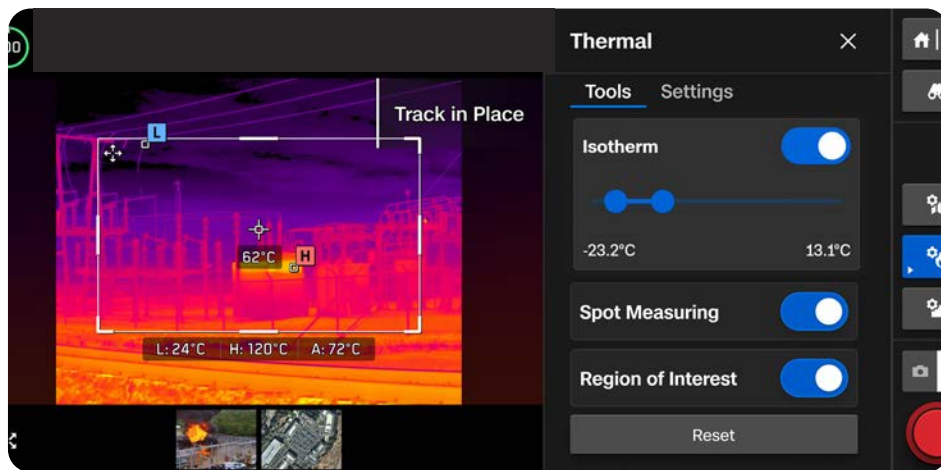 Thermal
Tools Settings
Track in Place
L
Isotherm
62°C
H
-23.2°C 13.1°C
Spot Measuring
L: 24°C H: 120°C A: 72°C
Region of Interest
Reset